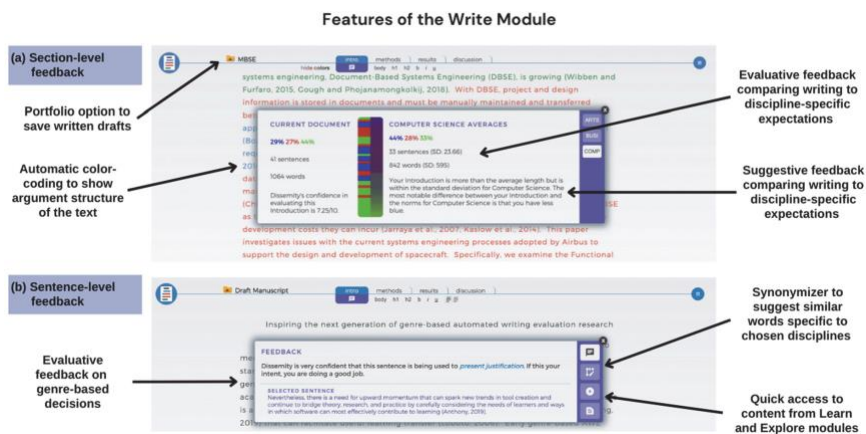 Features of the Write Module
(a) Section-level
feedback
Portfolio option to
save written drafts
Automatic color-
coding to show
argument structure
of the text
MBSE
hide colors
intro methods results discussion
body h1 h2 b i g
systems engineering, Document-Based Systems Engineering (DBSE), is growing (Wibben and
Furfaro, 2015, Gough and Phojanamongkolkij, 2018). With DBSE, project and design
information is stored in documents and must be manually maintained and transferred
CURRENT DOCUMENT
29% 27% 44%
41 sentences
1064 words
Dissemity's confidence in
evaluating this
Introduction is 7.25/10.
COMPUTER SCIENCE AVERAGES
44% 28% 33%
33 sentences (SD: 23.66)
842 words (SD: 595)
Your Introduction is more than the average length but is
within the standard deviation for Computer Science. The
most notable difference between your Introduction and
the norms for Computer Science is that you have less
blue.
ARTS
BUSI
COMP
development costs they can incur (Jarraya et al., 2007, Kaslow et al., 2014). This paper
investigates issues with the current systems engineering processes adopted by Airbus to
support the design and development of spacecraft. Specifically, we examine the Functional
Evaluative feedback
comparing writing to
discipline-specific
expectations
Suggestive feedback
comparing writing to
discipline-specific
expectations
(b) Sentence-level
feedback
Evaluative
feedback on
genre-based
decisions
Draft Manuscript
intro methods results discussion
body h1 h2 b i g
Inspiring the next generation of genre-based automated writing evaluation research
FEEDBACK
Dissemity is very confident that this sentence is being used to present justification. If this your
intent, you are doing a good job.
SELECTED SENTENCE
Nevertheless, there is a need for upward momentum that can spark new trends in tool creation and
continue to bridge theory, research, and practice by carefully considering the needs of learners and ways
in which software can most effectively contribute to learning (Anthony, 2019)
Synonymizer to
suggest similar
words specific to
chosen disciplines
Quick access to
content from Learn
and Explore modules